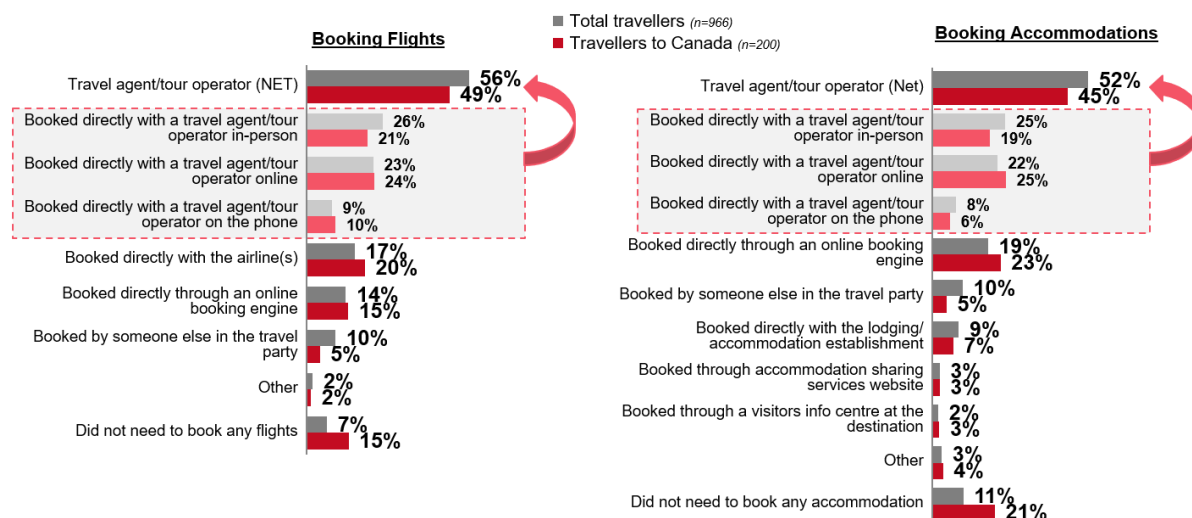 Total travellers (n=966)
Travellers to Canada (n=200)
Booking Flights
Travel agent/tour operator (NET)
56%
49%
Booked directly with a travel agent/tour
operator in-person
26%
21%
Booked directly with a travel agent/tour
operator online
23%
24%
Booked directly with a travel agent/tour
operator on the phone
9%
10%
Booked directly with the airline(s)
17%
20%
Booked directly through an online
booking engine
14%
15%
Booked by someone else in the travel
party
10%
5%
Other
2%
2%
Did not need to book any flights
7%
15%
Booking Accommodations
Travel agent/tour operator (Net)
52%
45%
Booked directly with a travel agent/tour
operator in-person
25%
19%
Booked directly with a travel agent/tour
operator online
22%
25%
Booked directly with a travel agent/tour
operator on the phone
8%
6%
Booked directly through an online booking
engine
19%
23%
Booked by someone else in the travel party
10%
5%
Booked directly with the lodging/
accommodation establishment
9%
7%
Booked through accommodation sharing
services website
3%
3%
Booked through a visitors info centre at the
destination
2%
3%
Other
3%
4%
Did not need to book any accommodation
11%
21%